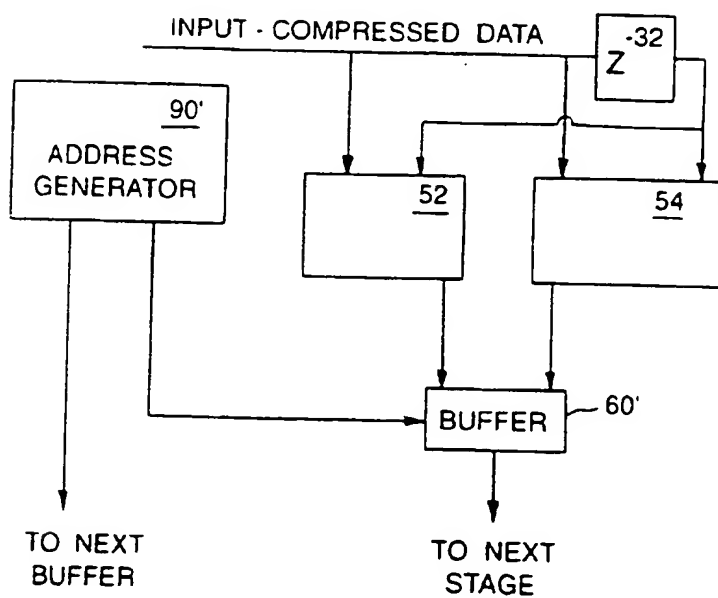 INPUT - COMPRESSED DATA
Z-32
90'
ADDRESS
GENERATOR
52
54
BUFFER
60'
TO NEXT
BUFFER
TO NEXT
STAGE